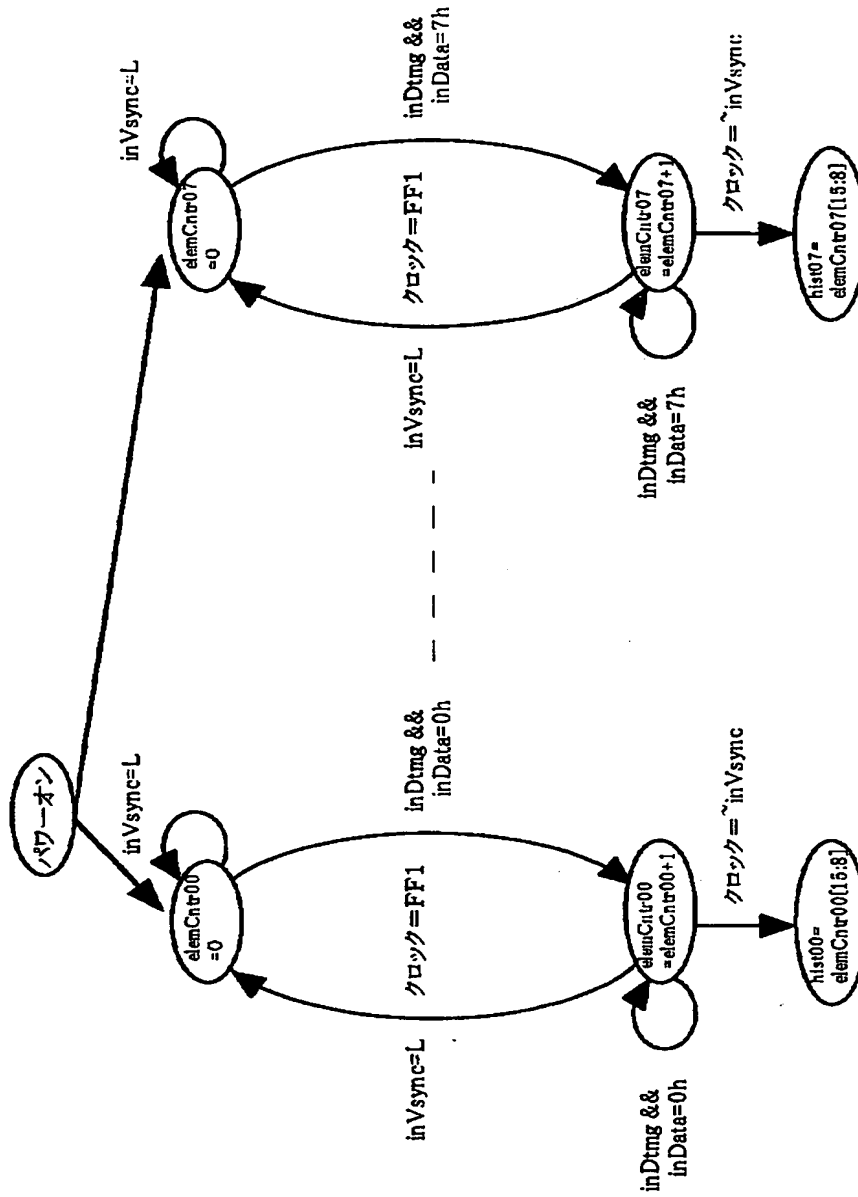 パワーオン
inVsync=L
elemCntr00
=0
inDtmg &&
inData=0h
クロック=FF1
inVsync=L
elemCntr00
=elemCntr00+1
inDtmg &&
inData=0h
クロック=~inVsync
hist00=
elemCntr00[15:8]
inVsync=L
elemCntr07
=0
inDtmg &&
inData=7h
クロック=FF1
inVsync=L
elemCntr07
=elemCntr07+1
inDtmg &&
inData=7h
クロック=~inVsync
hist07=
elemCntr07[15:8]